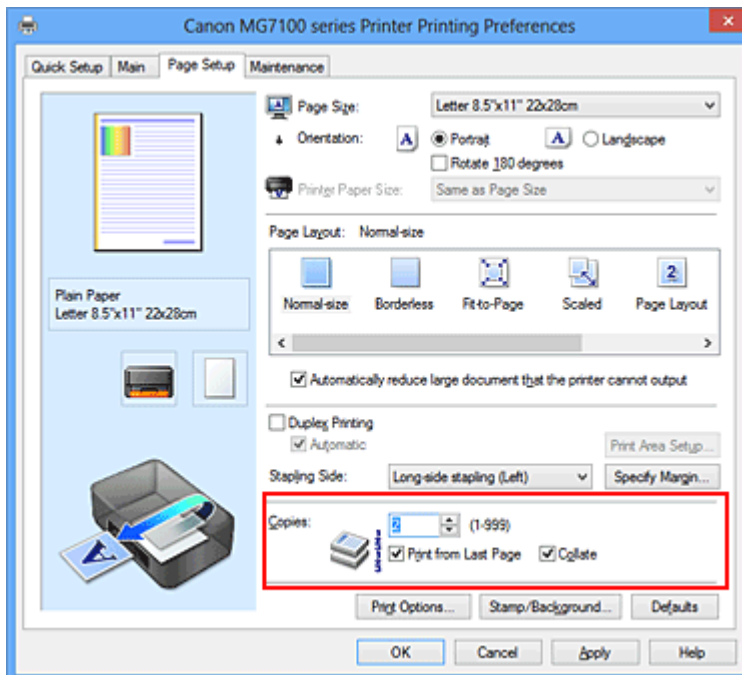 Canon MG7100 series Printer Printing Preferences
Quick Setup Main Page Setup Maintenance
Page Size: Letter 8.5"x11" 22x28cm
Orientation: A Portrait A Landscape
Rotate 180 degrees
Printer Paper Size: Same as Page Size
Page Layout: Normal-size
2
Normal-size Borderless Fit-to-Page Scaled Page Layout
Plain Paper
Letter 8.5"x11" 22x28cm
Automatically reduce large document that the printer cannot output
Duplex Printing
Automatic Print Area Setup...
Stapling Side: Long-side stapling (Left) Specify Margin...
Copies: 2 (1-999)
Print from Last Page Collate
A
Print Options... Stamp/Background... Defaults
OK Cancel Apply Help